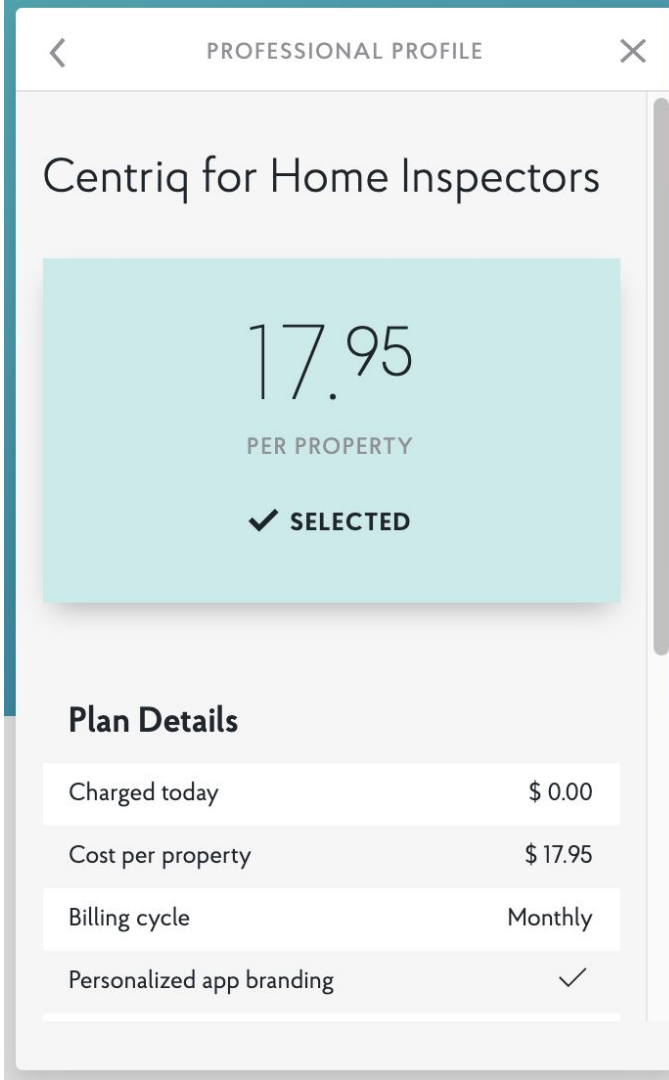 PROFESSIONAL PROFILE
Centriq for Home Inspectors
17.95
PER PROPERTY
SELECTED
Plan Details
Charged today $ 0.00
Cost per property $ 17.95
Billing cycle Monthly
Personalized app branding